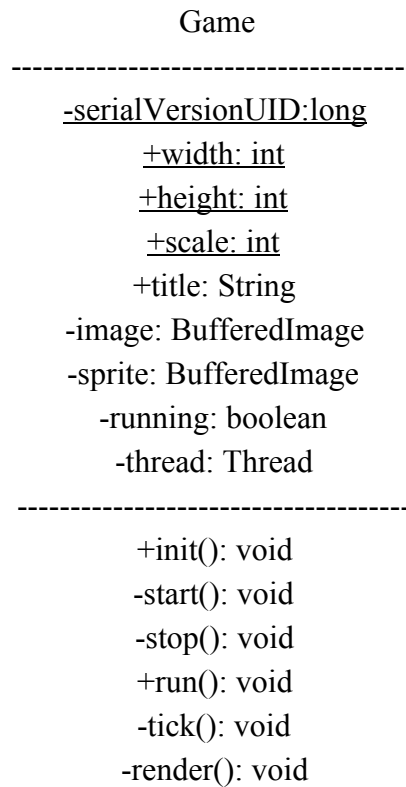 Game
-------------------------------------
-serialVersionUID:long
+width: int
+height: int
+scale: int
+title: String
-image: BufferedImage
-sprite: BufferedImage
-running: boolean
-thread: Thread
-------------------------------------
+init(): void
-start(): void
-stop(): void
+run(): void
-tick(): void
-render(): void